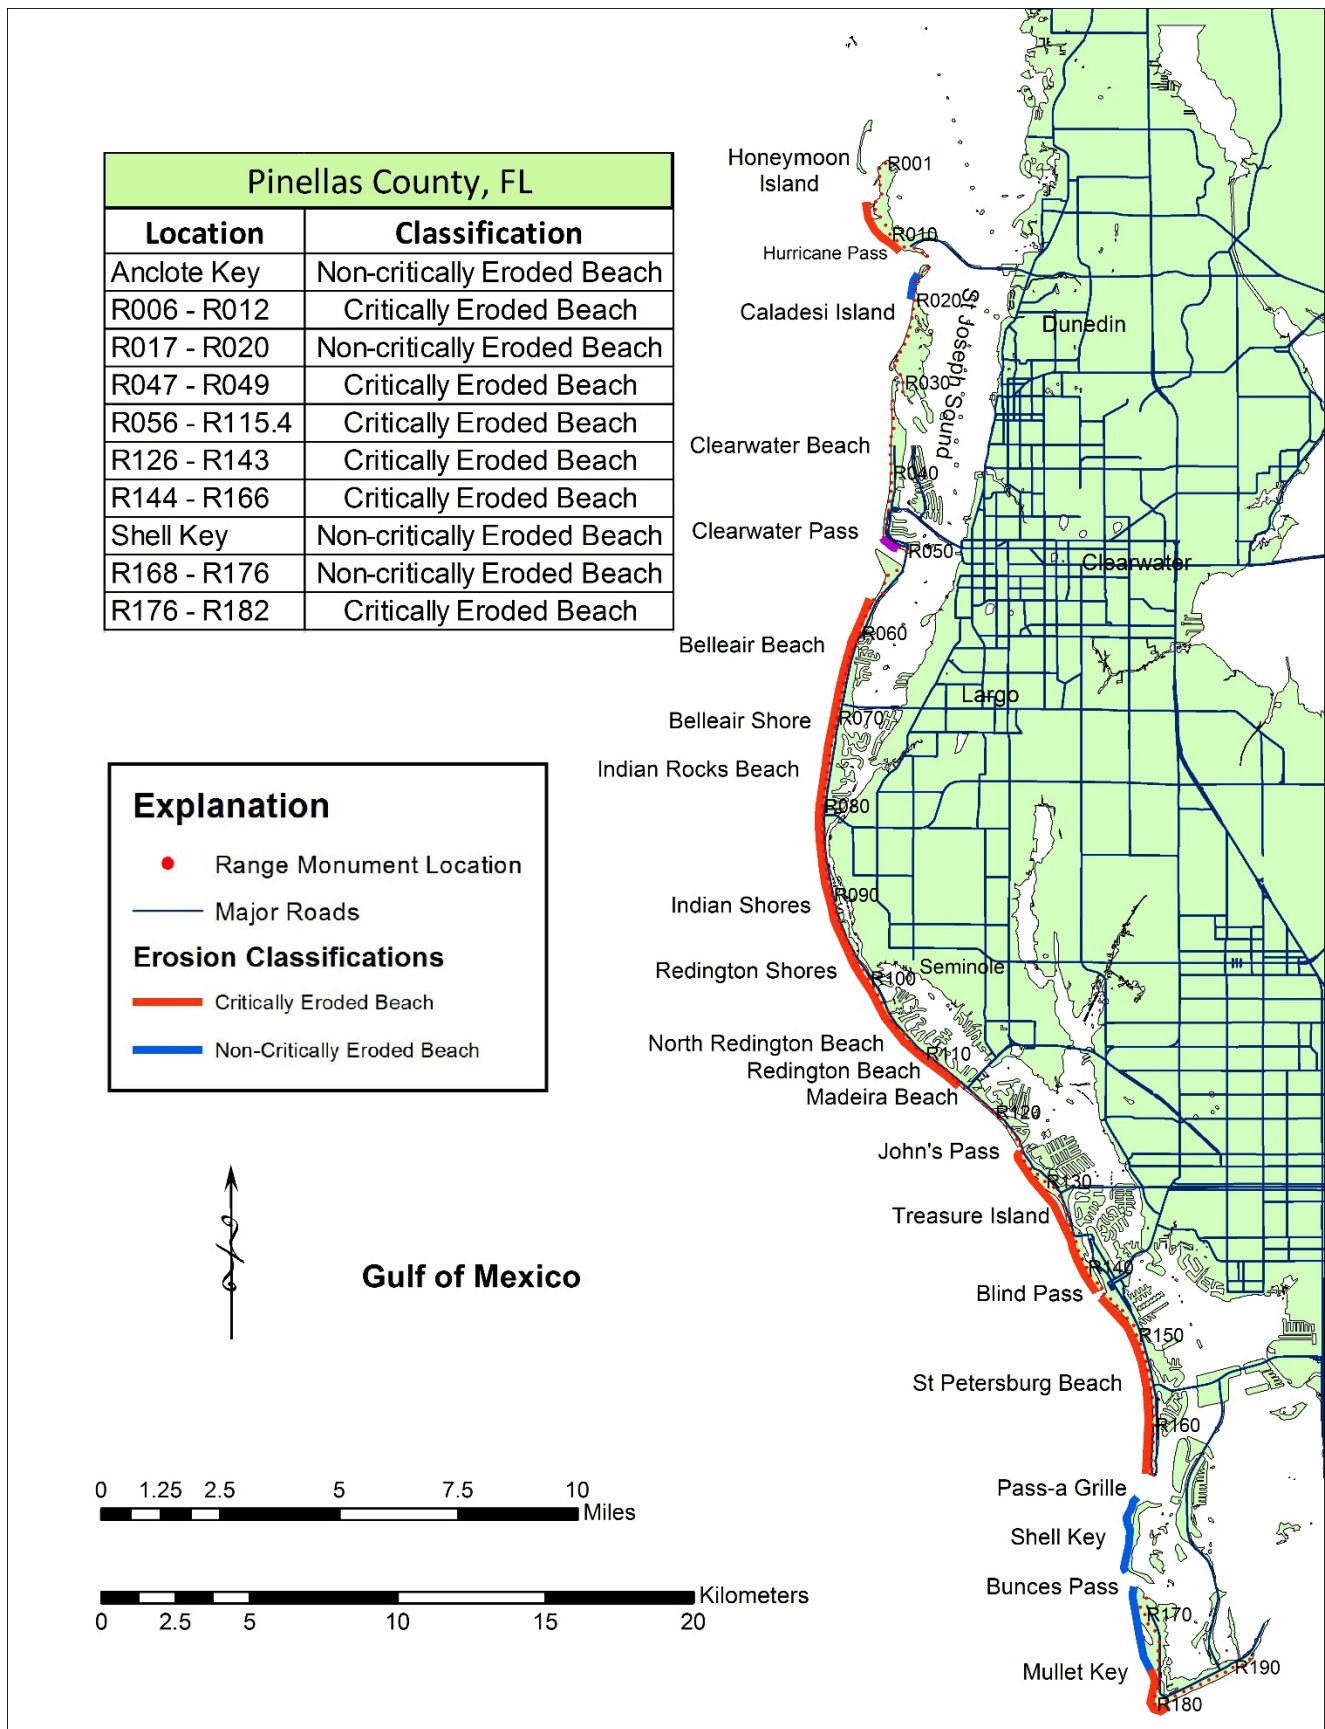 Pinellas County, FL
Location Classification
Anclote Key Non-critically Eroded Beach
R006 - R012 Critically Eroded Beach
R017 - R020 Non-critically Eroded Beach
R047 - R049 Critically Eroded Beach
R056 - R115.4 Critically Eroded Beach
R126 - R143 Critically Eroded Beach
R144 - R166 Critically Eroded Beach
Shell Key Non-critically Eroded Beach
R168 - R176 Non-critically Eroded Beach
R176 - R182 Critically Eroded Beach
Explanation
Range Monument Location
Major Roads
Erosion Classifications
Critically Eroded Beach
Non-Critically Eroded Beach
Gulf of Mexico
0 1.25 2.5 5 7.5 10
Miles
Kilometers
0 2.5 5 10 15 20
Honeymoon
Island
R001
R010
Hurricane Pass
R020
Caladesi Island
St Joseph Sound
Dunedin
R030
Clearwater Beach
R040
Clearwater Pass
R050
Clearwater
R060
Belleair Beach
Largo
R070
Belleair Shore
Indian Rocks Beach
R080
R090
Indian Shores
Redington Shores
R100
Seminole
North Redington Beach
R110
Redington Beach
Madeira Beach
R120
John's Pass
R130
Treasure Island
R140
Blind Pass
R150
St Petersburg Beach
R160
Pass-a Grille
Shell Key
Bunces Pass
R170
Mullet Key
R190
R180